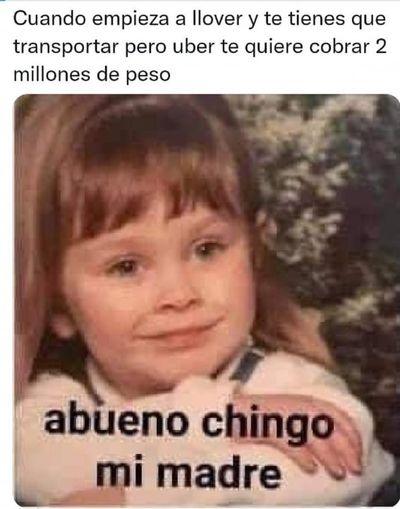 Cuando empieza a llover y te tienes que
transportar pero uber te quiere cobrar 2
millones de peso
abueno chingo
mi madre